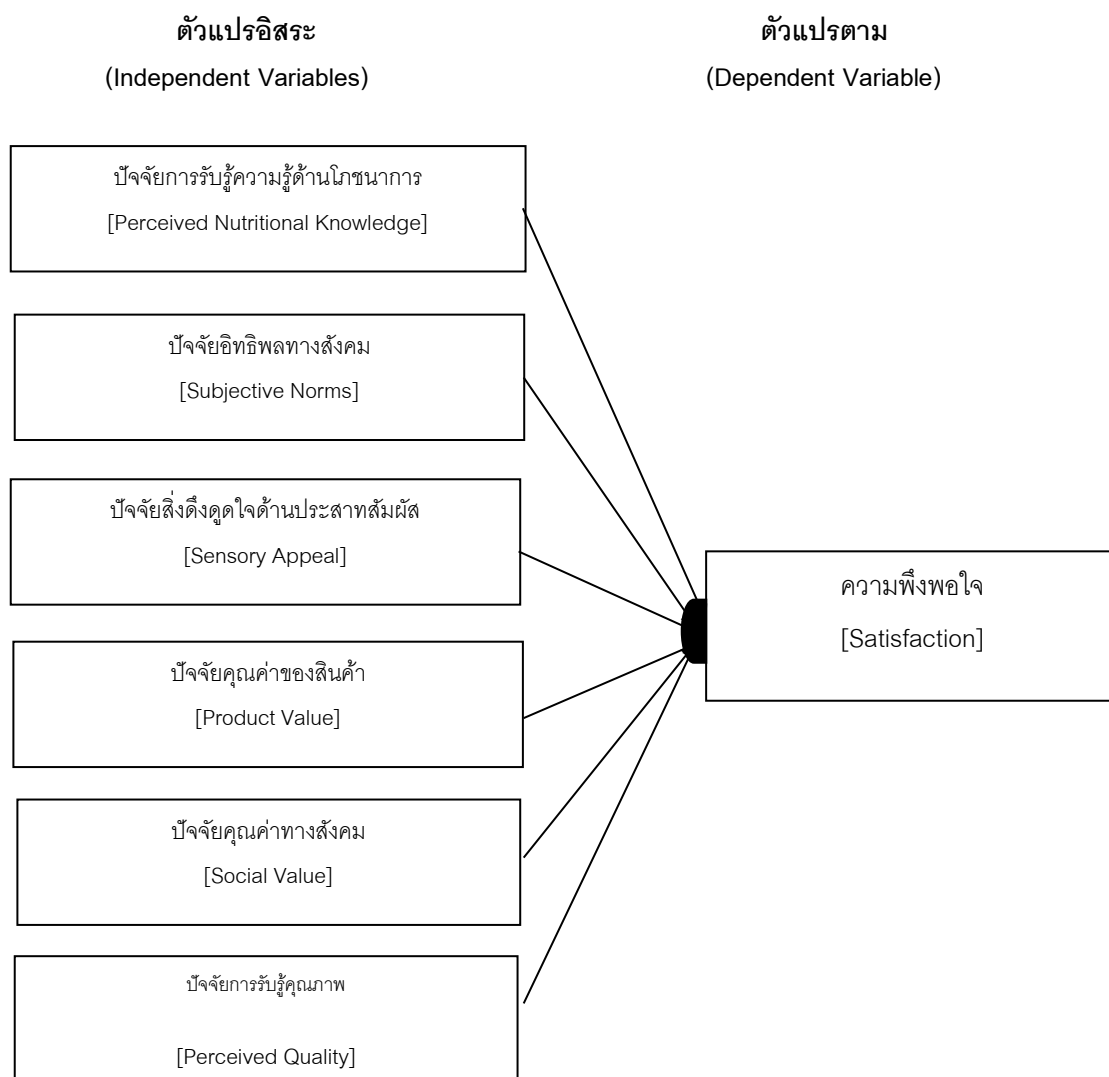 ตัวแปรอิสระ
(Independent Variables)
ตัวแปรตาม
(Dependent Variable)
ปัจจัยการรับรู้ความรู้ด้านโภชนาการ
[Perceived Nutritional Knowledge]
ปัจจัยอิทธิพลทางสังคม
[Subjective Norms]
ปัจจัยสิ่งดึงดูดใจด้านประสาทสัมผัส
[Sensory Appeal]
ปัจจัยคุณค่าของสินค้า
[Product Value]
ปัจจัยคุณค่าทางสังคม
[Social Value]
ปัจจัยการรับรู้คุณภาพ
[Perceived Quality]
ความพึงพอใจ
[Satisfaction]